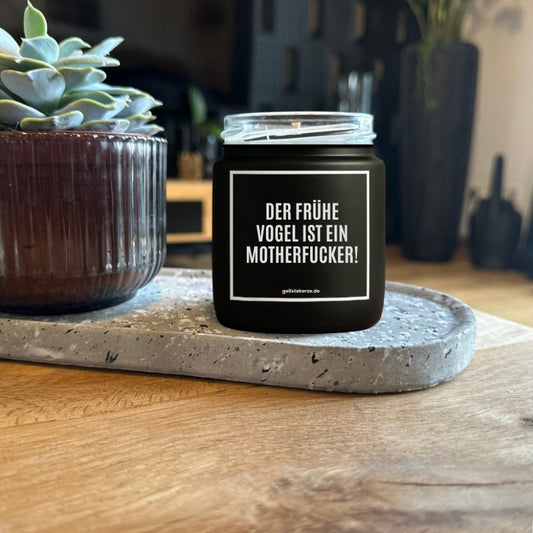 DER FRÜHE
VOGEL IST EIN
MOTHERFUCKER!
geilstekerze.de